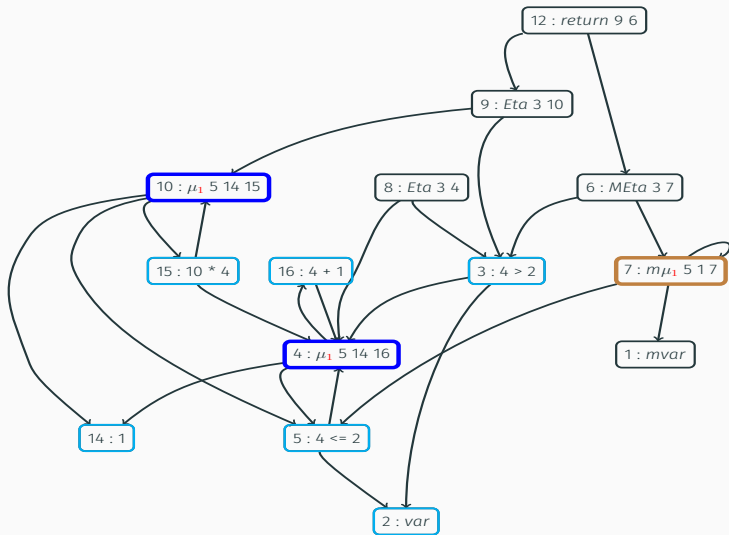 12 : return 9 6
9 : Eta 3 10
10 : μ₁ 5 14 15
8 : Eta 3 4
6 : MEta 3 7
15 : 10 * 4
16 : 4 + 1
3 : 4 > 2
7 : mμ₁ 5 1 7
4 : μ₁ 5 14 16
1 : mvar
14 : 1
5 : 4 <= 2
2 : var